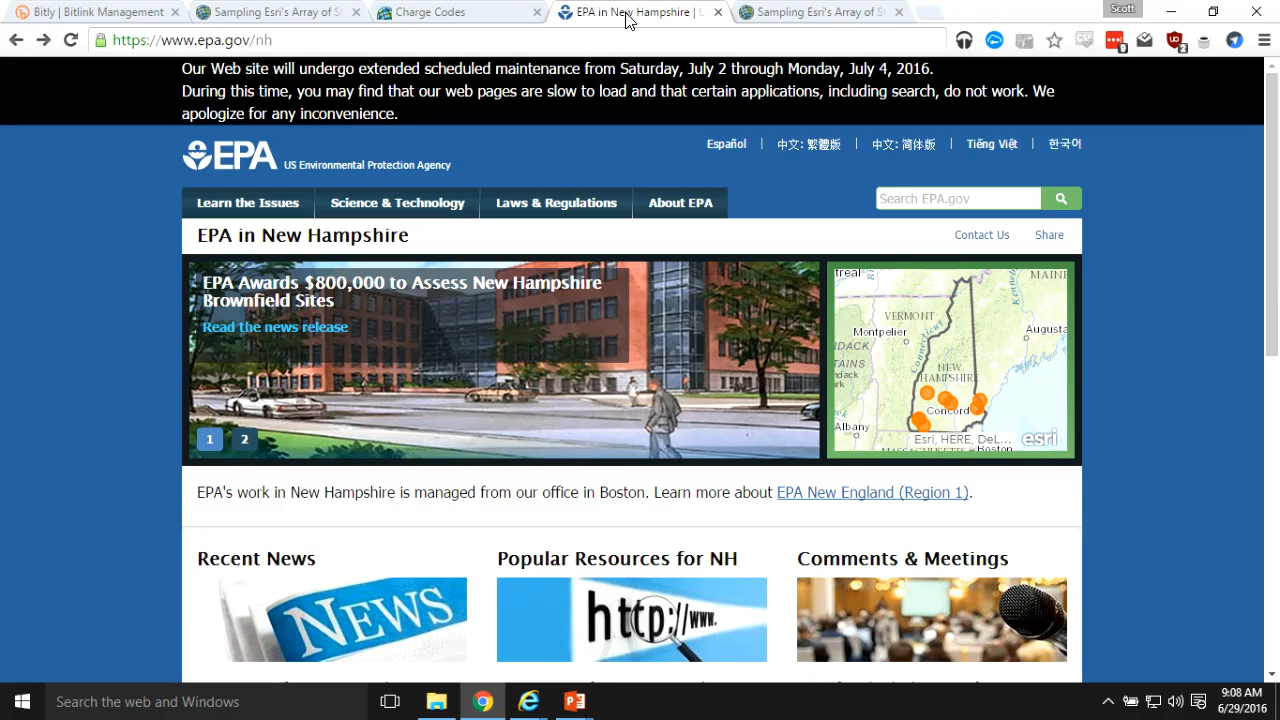 Bitly | Bitlink Management
Sampling Esri's Array of St
Charge Codes
EPA in New Hampshire | U
Sampling Esri's Array of St
Scott
https://www.epa.gov/nh
9
2
Our Web site will undergo extended scheduled maintenance from Saturday, July 2 through Monday, July 4, 2016.
During this time, you may find that our web pages are slow to load and that certain applications, including search, do not work. We
apologize for any inconvenience.
EPA US Environmental Protection Agency
Español | 中文: 繁體版 | 中文: 简体版 | Tiếng Việt | 한국어
Learn the Issues
Science & Technology
Laws & Regulations
About EPA
Search EPA.gov
EPA in New Hampshire
Contact Us
Share
EPA Awards $800,000 to Assess New Hampshire
Brownfield Sites
Read the news release
1
2
treal
MAINE
VERMONT
Montpelier
Augusta
Connecticut
Kennebec
NEW
HAMPSHIRE
Concord
Albany
Boston
Esri, HERE, DeL...
esri
EPA's work in New Hampshire is managed from our office in Boston. Learn more about EPA New England (Region 1).
Recent News
Popular Resources for NH
Comments & Meetings
NEWS
http://www.
Search the web and Windows
9:08 AM
6/29/2016